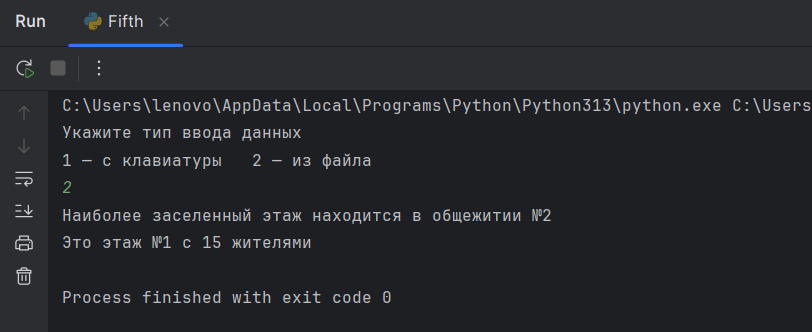 Run Fifth
C:\Users\lenovo\AppData\Local\Programs\Python\Python313\python.exe C:\Users
Укажите тип ввода данных
1 – с клавиатуры   2 – из файла
2
Наиболее заселенный этаж находится в общежитии №2
Это этаж №1 с 15 жителями
Process finished with exit code 0